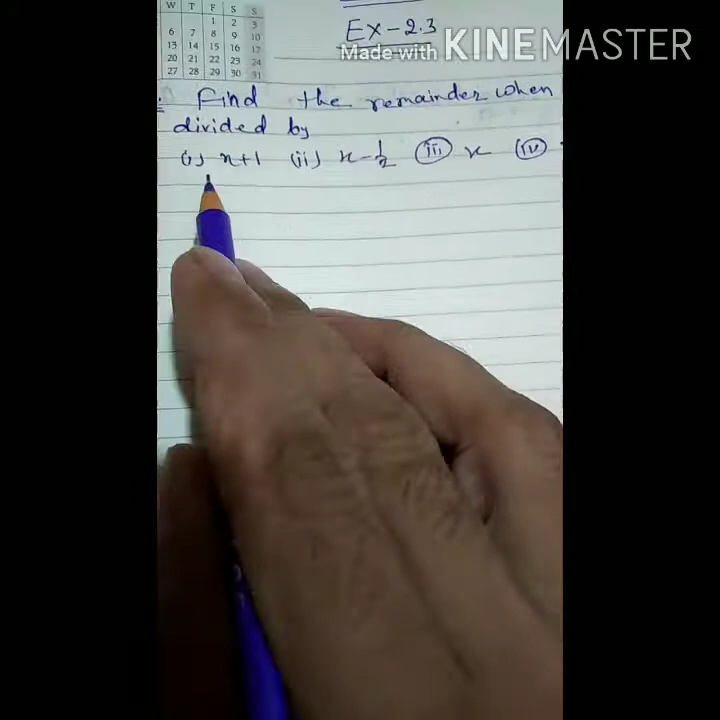 W T F S S
1 2 3
6 7 8 9 10
13 14 15 16 17
20 21 22 23 24
27 28 29 30 31
Ex - 2.3
Made with KINEMASTER
Find the remainder when
divided by
(i) x+1 (ii) x - 1/2 (iii) x (iv)